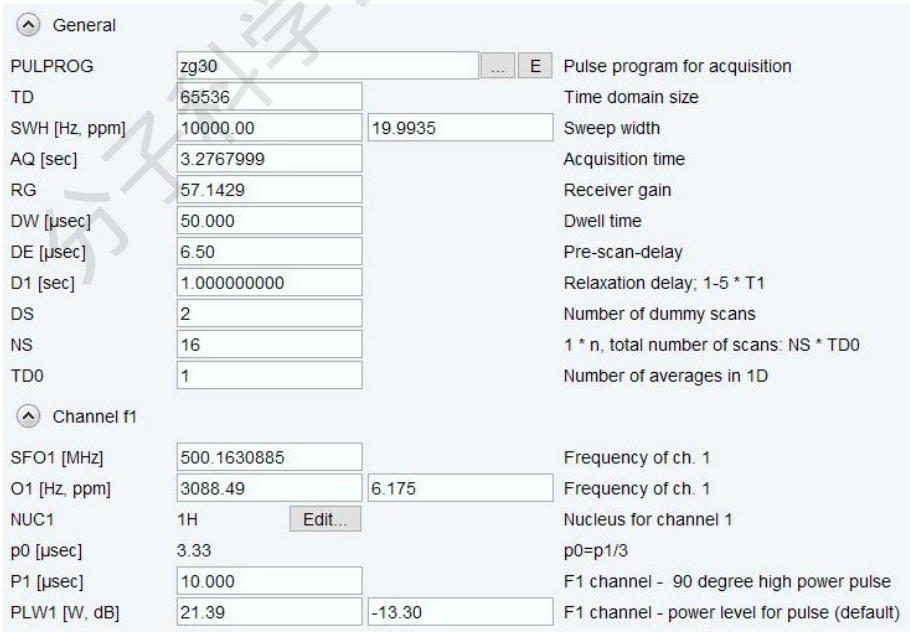 General
PULPROG zg30 ... E Pulse program for acquisition
TD 65536 Time domain size
SWH [Hz, ppm] 10000.00 19.9935 Sweep width
AQ [sec] 3.2767999 Acquisition time
RG 57.1429 Receiver gain
DW [µsec] 50.000 Dwell time
DE [µsec] 6.50 Pre-scan-delay
D1 [sec] 1.000000000 Relaxation delay; 1-5 * T1
DS 2 Number of dummy scans
NS 16 1 * n, total number of scans: NS * TD0
TD0 1 Number of averages in 1D
Channel f1
SFO1 [MHz] 500.1630885 Frequency of ch. 1
O1 [Hz, ppm] 3088.49 6.175 Frequency of ch. 1
NUC1 1H Edit... Nucleus for channel 1
p0 [µsec] 3.33 p0=p1/3
P1 [µsec] 10.000 F1 channel - 90 degree high power pulse
PLW1 [W, dB] 21.39 -13.30 F1 channel - power level for pulse (default)
分子科学